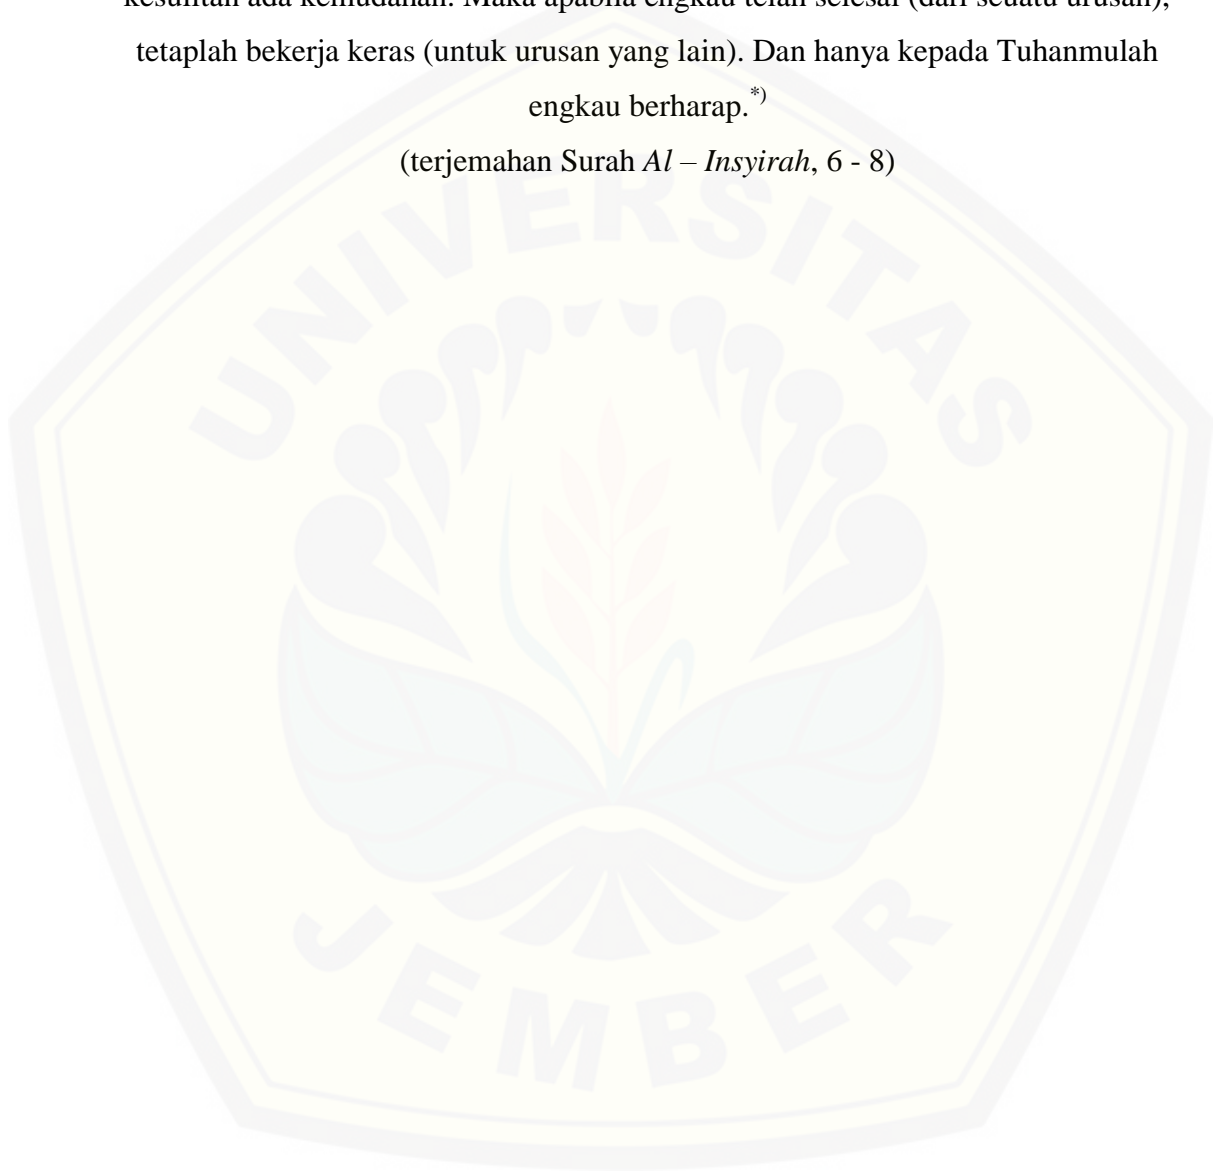 kesulitan ada kemudahan. Maka apabila engkau telah selesai (dari seuatu urusan),
tetaplah bekerja keras (untuk urusan yang lain). Dan hanya kepada Tuhanmulah
engkau berharap.*)
(terjemahan Surah Al – Insyirah, 6 - 8)
UNIVERSITAS
JEMBER